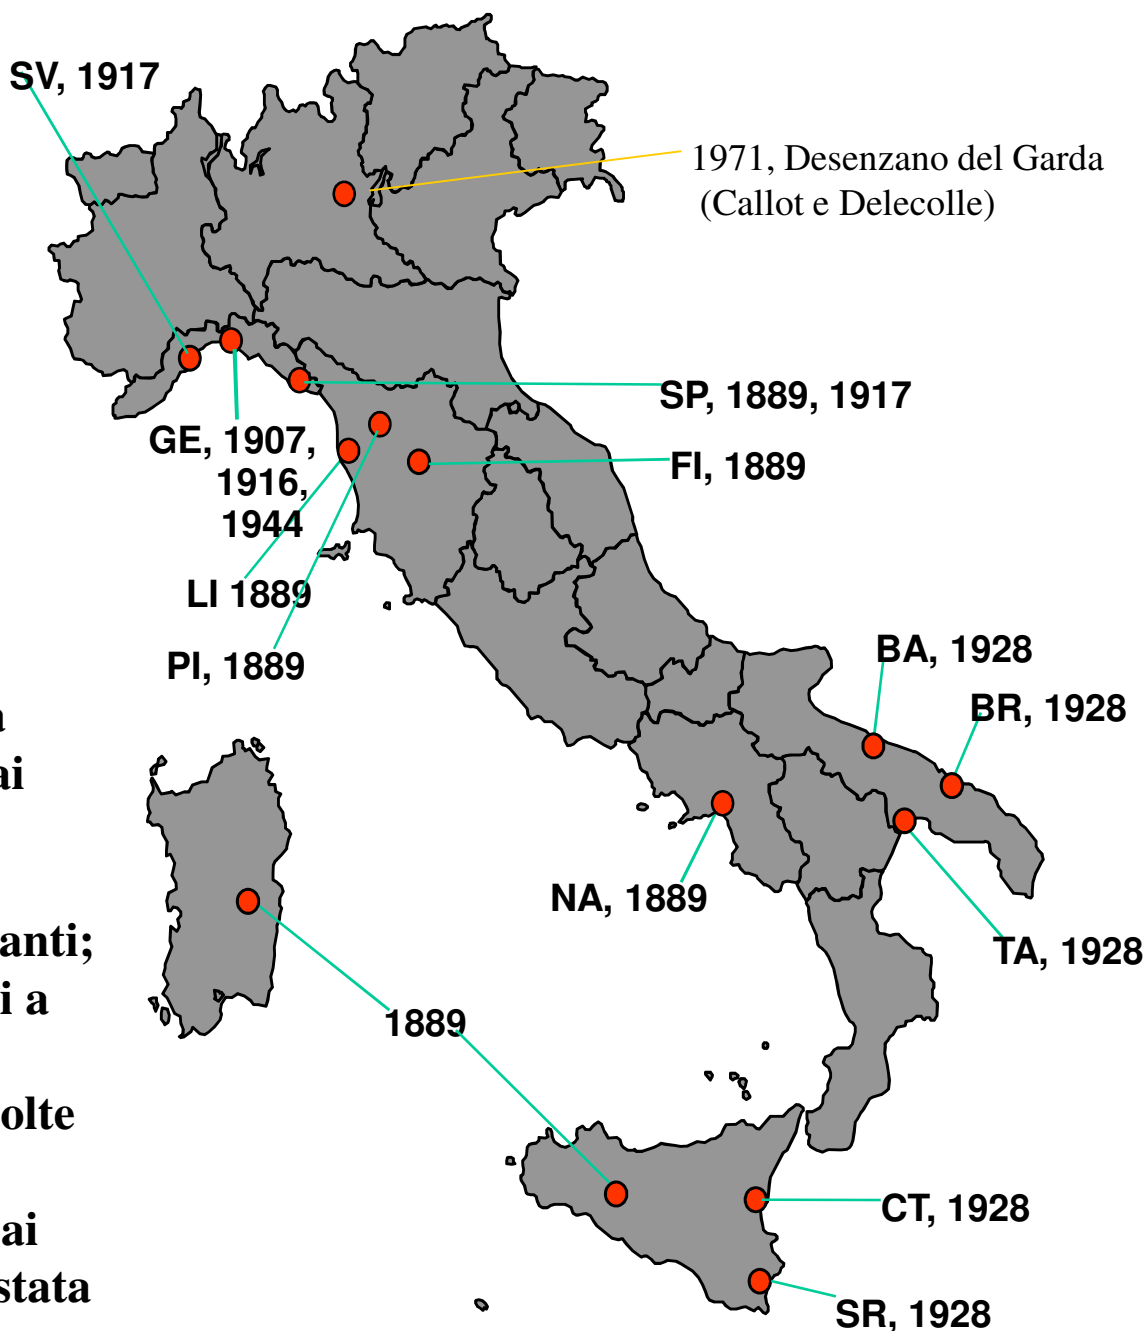 SV, 1917
1971, Desenzano del Garda
(Callot e Delecolle)
SP, 1889, 1917
GE, 1907,
1916,
1944
FI, 1889
LI 1889
PI, 1889
BA, 1928
BR, 1928
a
ai
NA, 1889
anti;
TA, 1928
i a
1889
olte
CT, 1928
ai
stata
SR, 1928